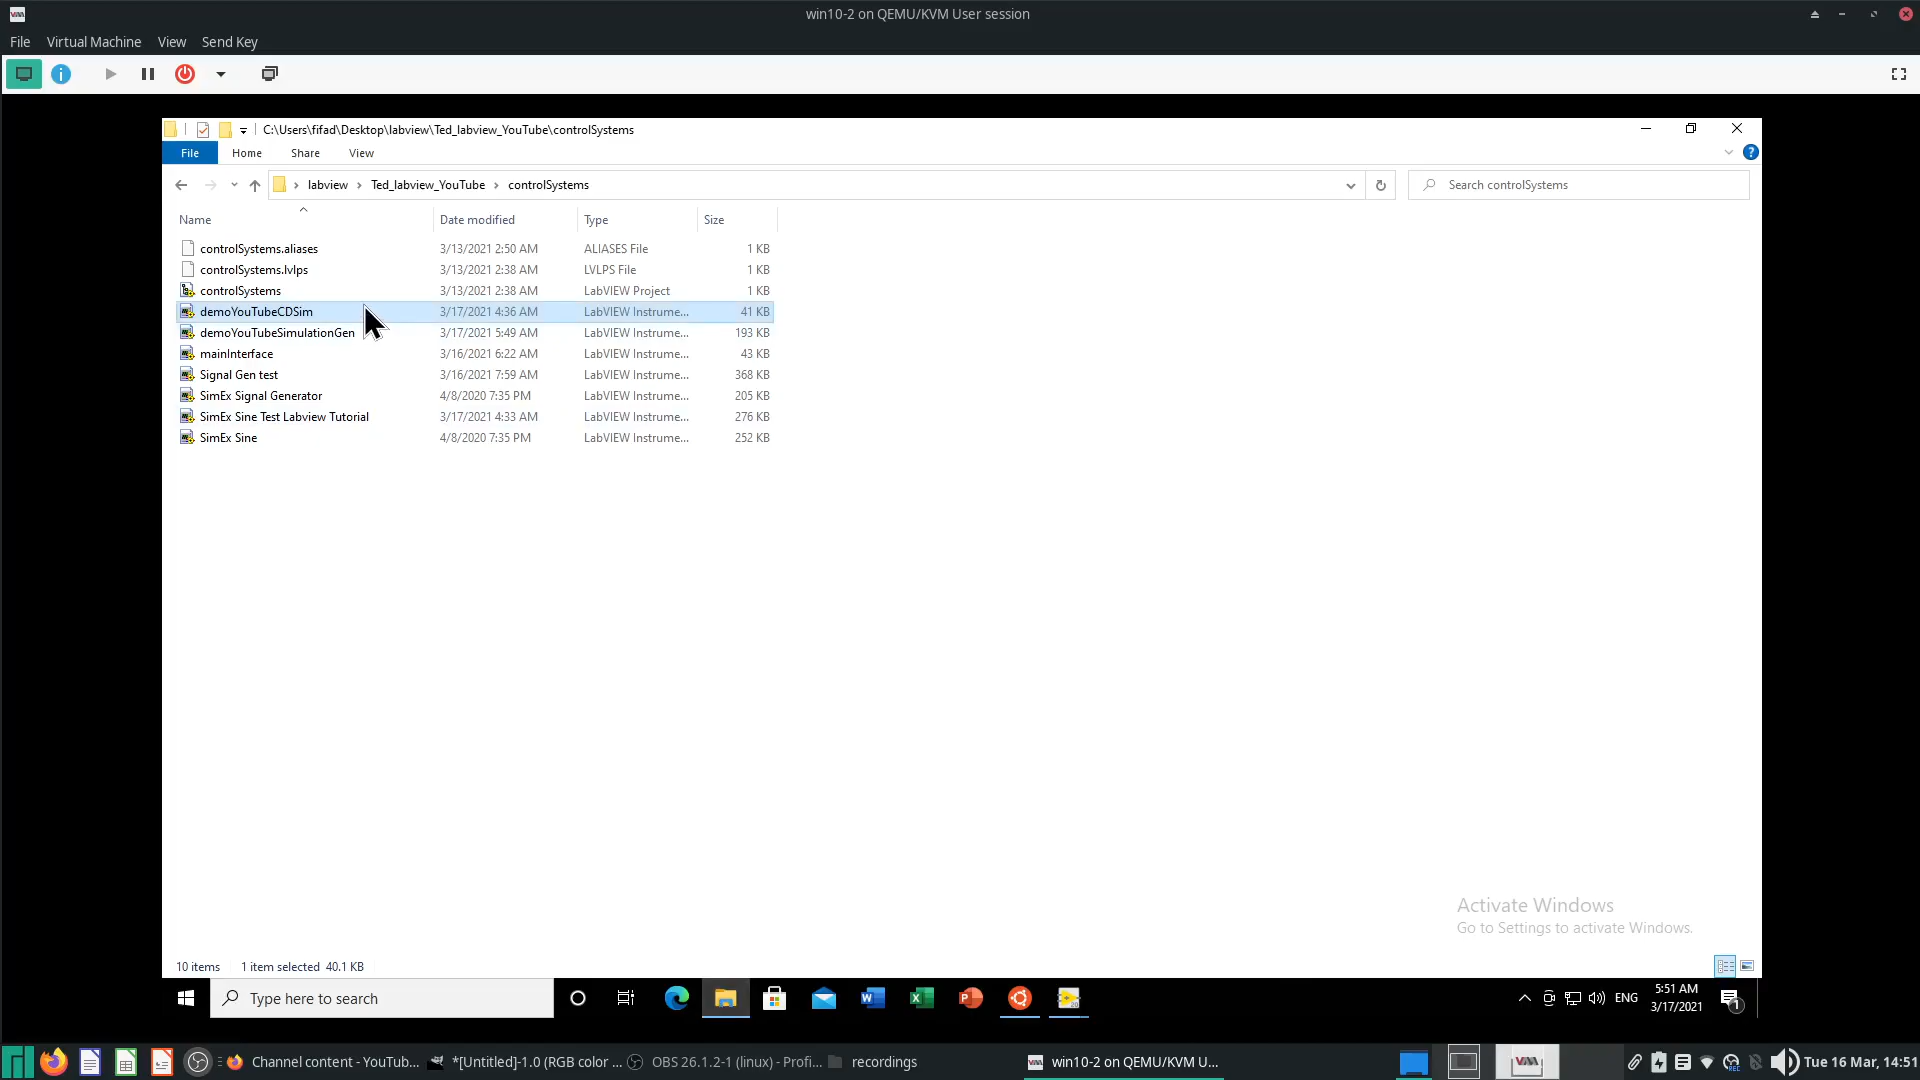 win10-2 on QEMU/KVM User session
File Virtual Machine View Send Key
C:\Users\fifad\Desktop\labview\Ted_labview_YouTube\controlSystems
File Home Share View
labview > Ted_labview_YouTube > controlSystems
Search controlSystems
Name Date modified Type Size
controlSystems.aliases 3/13/2021 2:50 AM ALIASES File 1 KB
controlSystems.lvlps 3/13/2021 2:38 AM LVLPS File 1 KB
controlSystems 3/13/2021 2:38 AM LabVIEW Project 1 KB
demoYouTubeCDSim 3/17/2021 4:36 AM LabVIEW Instrume... 41 KB
demoYouTubeSimulationGen 3/17/2021 5:49 AM LabVIEW Instrume... 193 KB
mainInterface 3/16/2021 6:22 AM LabVIEW Instrume... 43 KB
Signal Gen test 3/16/2021 7:59 AM LabVIEW Instrume... 368 KB
SimEx Signal Generator 4/8/2020 7:35 PM LabVIEW Instrume... 205 KB
SimEx Sine Test Labview Tutorial 3/17/2021 4:33 AM LabVIEW Instrume... 276 KB
SimEx Sine 4/8/2020 7:35 PM LabVIEW Instrume... 252 KB
Activate Windows
Go to Settings to activate Windows.
10 items 1 item selected 40.1 KB
Type here to search
ENG
5:51 AM
3/17/2021
1
Channel content - YouTub... *[Untitled]-1.0 (RGB color ... OBS 26.1.2-1 (linux) - Profi... recordings win10-2 on QEMU/KVM U... Tue 16 Mar, 14:51